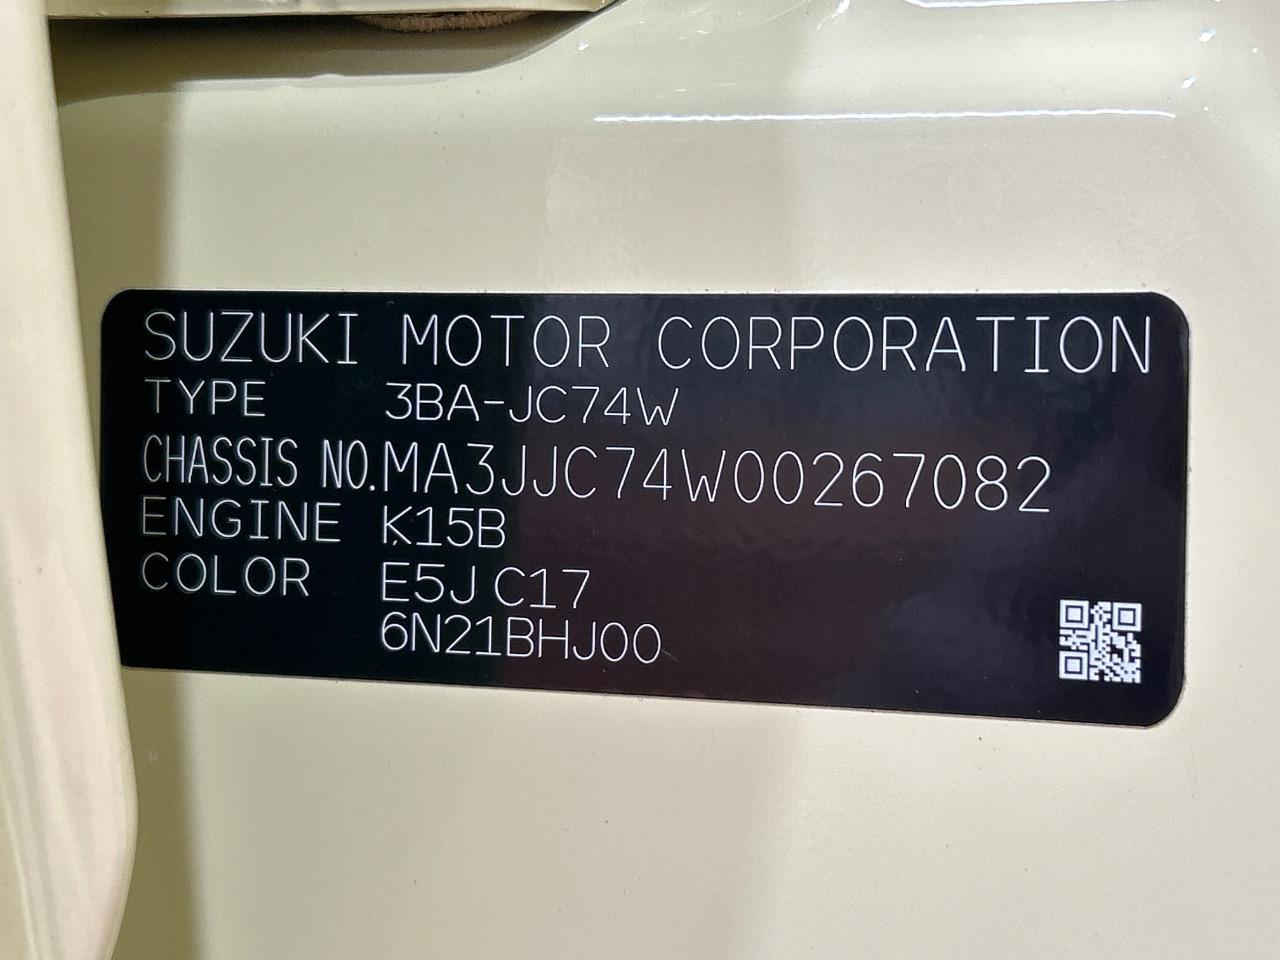 SUZUKI MOTOR CORPORATION
TYPE 3BA-JC74W
CHASSIS NO. MA3JJC74W00267082
ENGINE K15B
COLOR E5J C17
6N21BHJ00